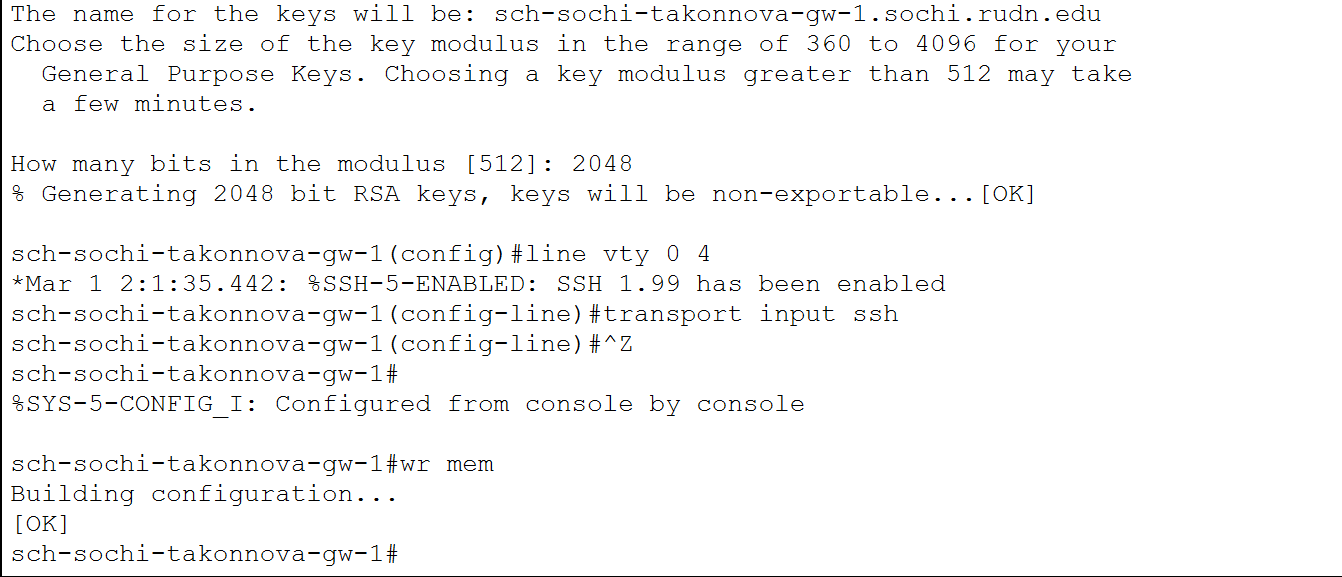 The name for the keys will be: sch-sochi-takonnova-gw-1.sochi.rudn.edu
Choose the size of the key modulus in the range of 360 to 4096 for your
  General Purpose Keys. Choosing a key modulus greater than 512 may take
  a few minutes.

How many bits in the modulus [512]: 2048
% Generating 2048 bit RSA keys, keys will be non-exportable...[OK]

sch-sochi-takonnova-gw-1(config)#line vty 0 4
*Mar 1 2:1:35.442: %SSH-5-ENABLED: SSH 1.99 has been enabled
sch-sochi-takonnova-gw-1(config-line)#transport input ssh
sch-sochi-takonnova-gw-1(config-line)#^Z
sch-sochi-takonnova-gw-1#
%SYS-5-CONFIG_I: Configured from console by console

sch-sochi-takonnova-gw-1#wr mem
Building configuration...
[OK]
sch-sochi-takonnova-gw-1#